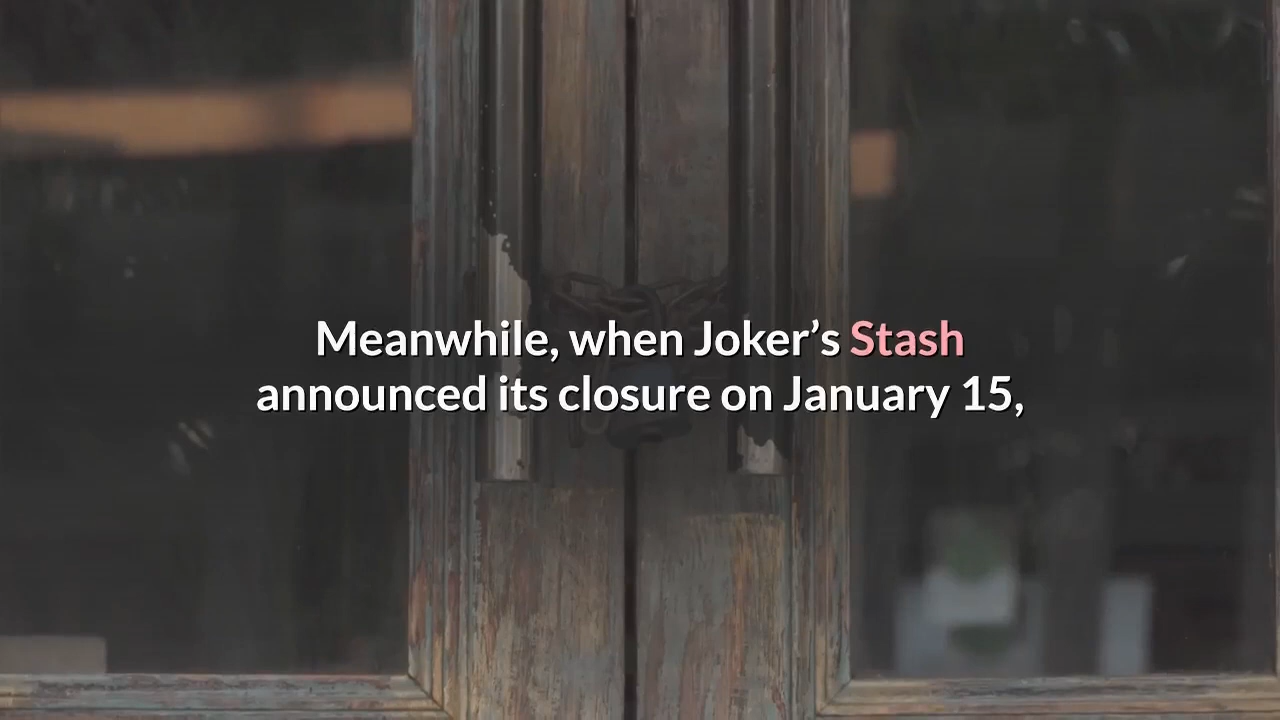 Meanwhile, when Joker’s Stash
announced its closure on January 15,